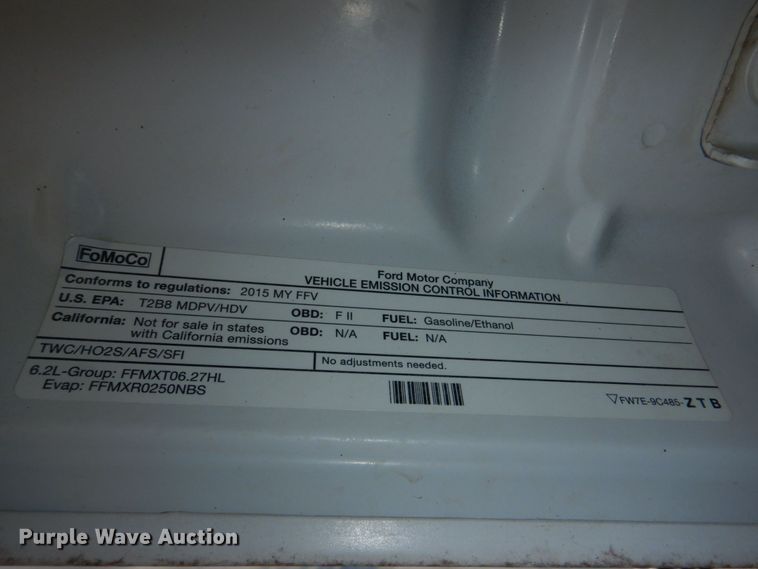 FoMoCo
Ford Motor Company
VEHICLE EMISSION CONTROL INFORMATION
Conforms to regulations: 2015 MY FFV
U.S. EPA: T2B8 MDPV/HDV OBD: F II FUEL: Gasoline/Ethanol
California: Not for sale in states with California emissions OBD: N/A FUEL: N/A
TWC/HO2S/AFS/SFI
No adjustments needed.
6.2L-Group: FFMXT06.27HL
Evap: FFMXR0250NBS
FW7E-9C485-ZTB
Purple Wave Auction